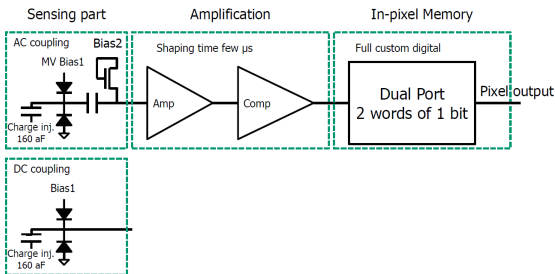 Sensing part
Amplification
In-pixel Memory
AC coupling
Bias2
MV Bias1
Charge inj.
160 aF
Shaping time few µs
Amp
Comp
Full custom digital
Dual Port
2 words of 1 bit
Pixel output
DC coupling
Bias1
Charge inj.
160 aF